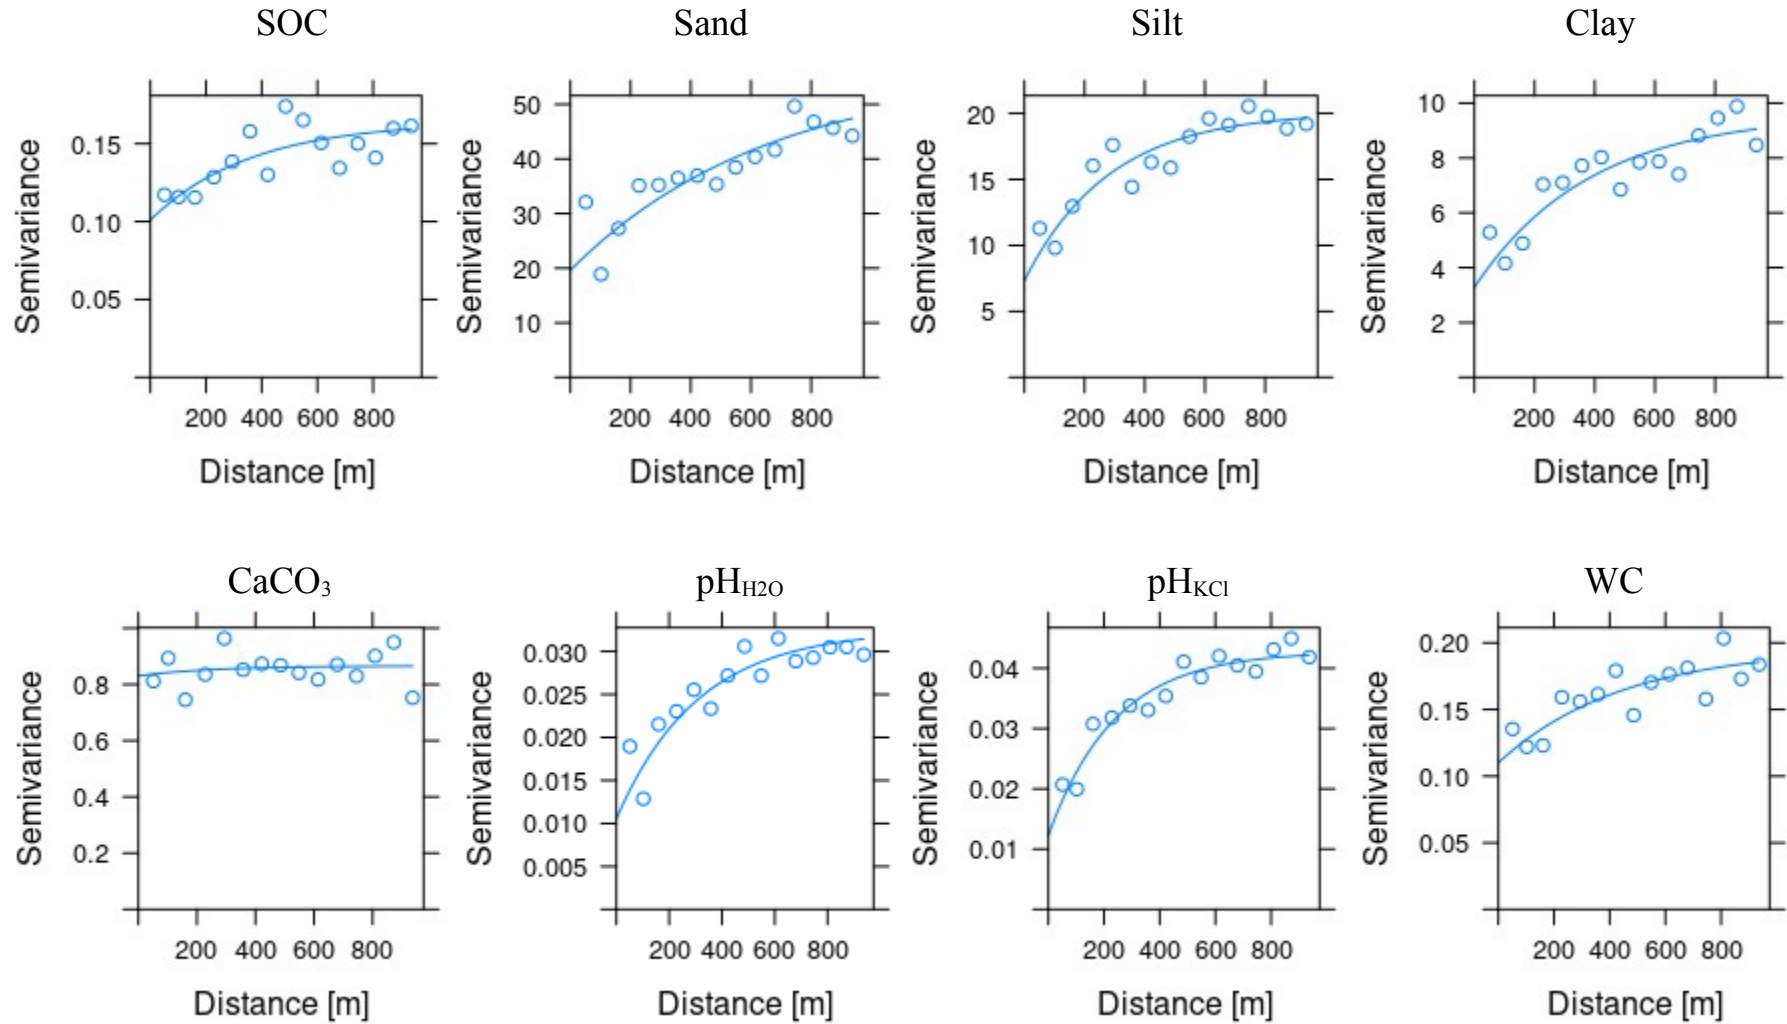 SOC Sand Silt Clay
Semivariance 0.15 0.10 0.05
200 400 600 800
Distance [m]
Semivariance 50 40 30 20 10
200 400 600 800
Distance [m]
Semivariance 20 15 10 5
200 400 600 800
Distance [m]
Semivariance 10 8 6 4 2
200 400 600 800
Distance [m]
CaCO₃ pH_H2O pH_KCl WC
Semivariance 0.8 0.6 0.4 0.2
200 400 600 800
Distance [m]
Semivariance 0.030 0.025 0.020 0.015 0.010 0.005
200 400 600 800
Distance [m]
Semivariance 0.04 0.03 0.02 0.01
200 400 600 800
Distance [m]
Semivariance 0.20 0.15 0.10 0.05
200 400 600 800
Distance [m]